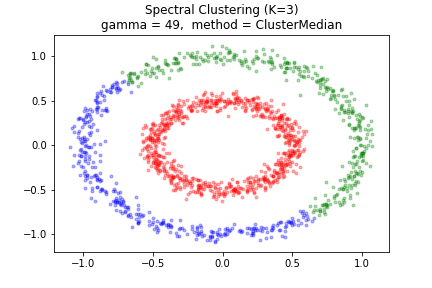 Spectral Clustering (K=3)
gamma = 49,  method = ClusterMedian
1.0
0.5
0.0
−0.5
−1.0
−1.0 −0.5 0.0 0.5 1.0